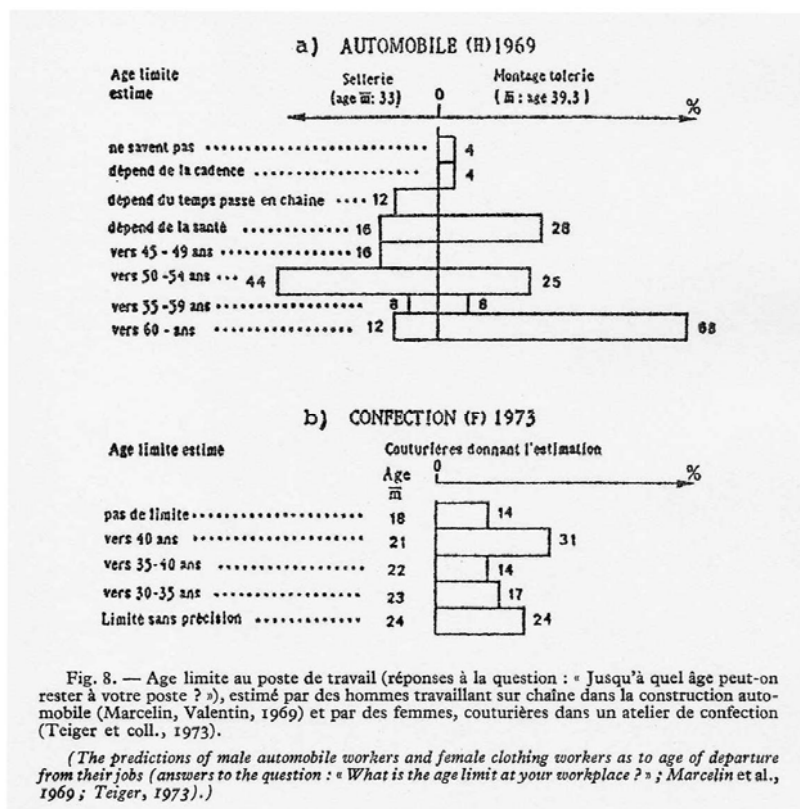 a) AUTOMOBILE (H) 1969
Age limite estime
Sellerie (age m̅: 33)
0
Montage tolerie (m̅: age 39.3)
%
ne savent pas 4
dépend de la cadence 4
dépend du temps passe en chaine 12
dépend de la santé 16 28
vers 45 - 49 ans 16
vers 50 - 54 ans 44 25
vers 55 - 59 ans 8 8
vers 60 - ans 12 68
b) CONFECTION (F) 1973
Age limite estimé
Couturières donnant l'estimation
Age m̅
0
%
pas de limite 18 14
vers 40 ans 21 31
vers 35-40 ans 22 14
vers 30-35 ans 23 17
Limité sans précision 24 24
Fig. 8. — Age limite au poste de travail (réponses à la question : « Jusqu'à quel âge peut-on
rester à votre poste ? »), estimé par des hommes travaillant sur chaîne dans la construction auto-
mobile (Marcelin, Valentin, 1969) et par des femmes, couturières dans un atelier de confection
(Teiger et coll., 1973).
(The predictions of male automobile workers and female clothing workers as to age of departure
from their jobs (answers to the question : « What is the age limit at your workplace ? » ; Marcelin et al.,
1969 ; Teiger, 1973).)